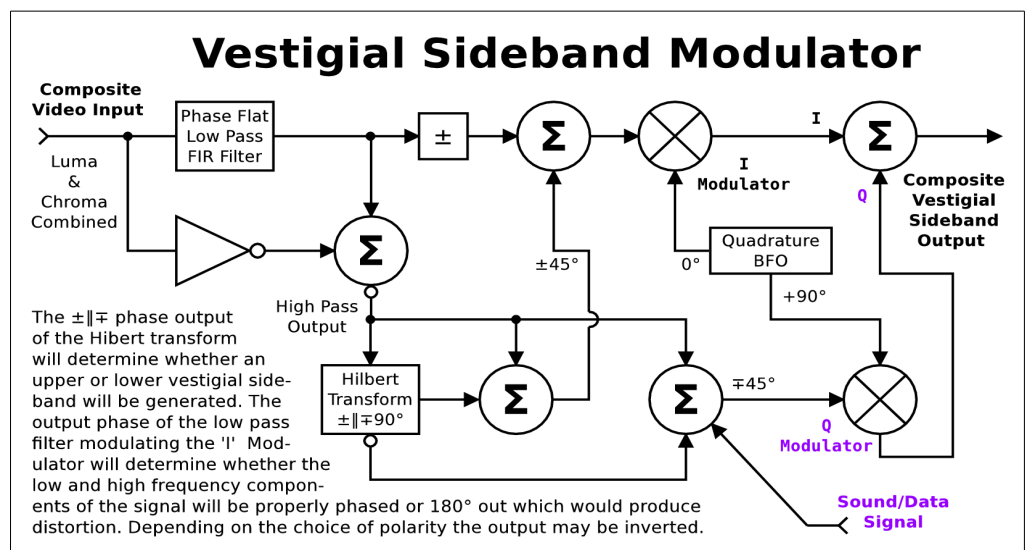 Vestigial Sideband Modulator
Composite
Video Input
Luma
&
Chroma
Combined
Phase Flat
Low Pass
FIR Filter
±
Σ
I
Σ
I
Modulator
Q
Composite
Vestigial
Sideband
Output
Σ
±45°
0°
Quadrature
BFO
+90°
High Pass
Output
Hilbert
Transform
±∥∓90°
Σ
Σ
∓45°
Q
Modulator
Sound/Data
Signal
The ±∥∓ phase output
of the Hibert transform
will determine whether an
upper or lower vestigial side-
band will be generated. The
output phase of the low pass
filter modulating the 'I'  Mod-
ulator will determine whether the
low and high frequency compon-
ents of the signal will be properly phased or 180° out which would produce
distortion. Depending on the choice of polarity the output may be inverted.